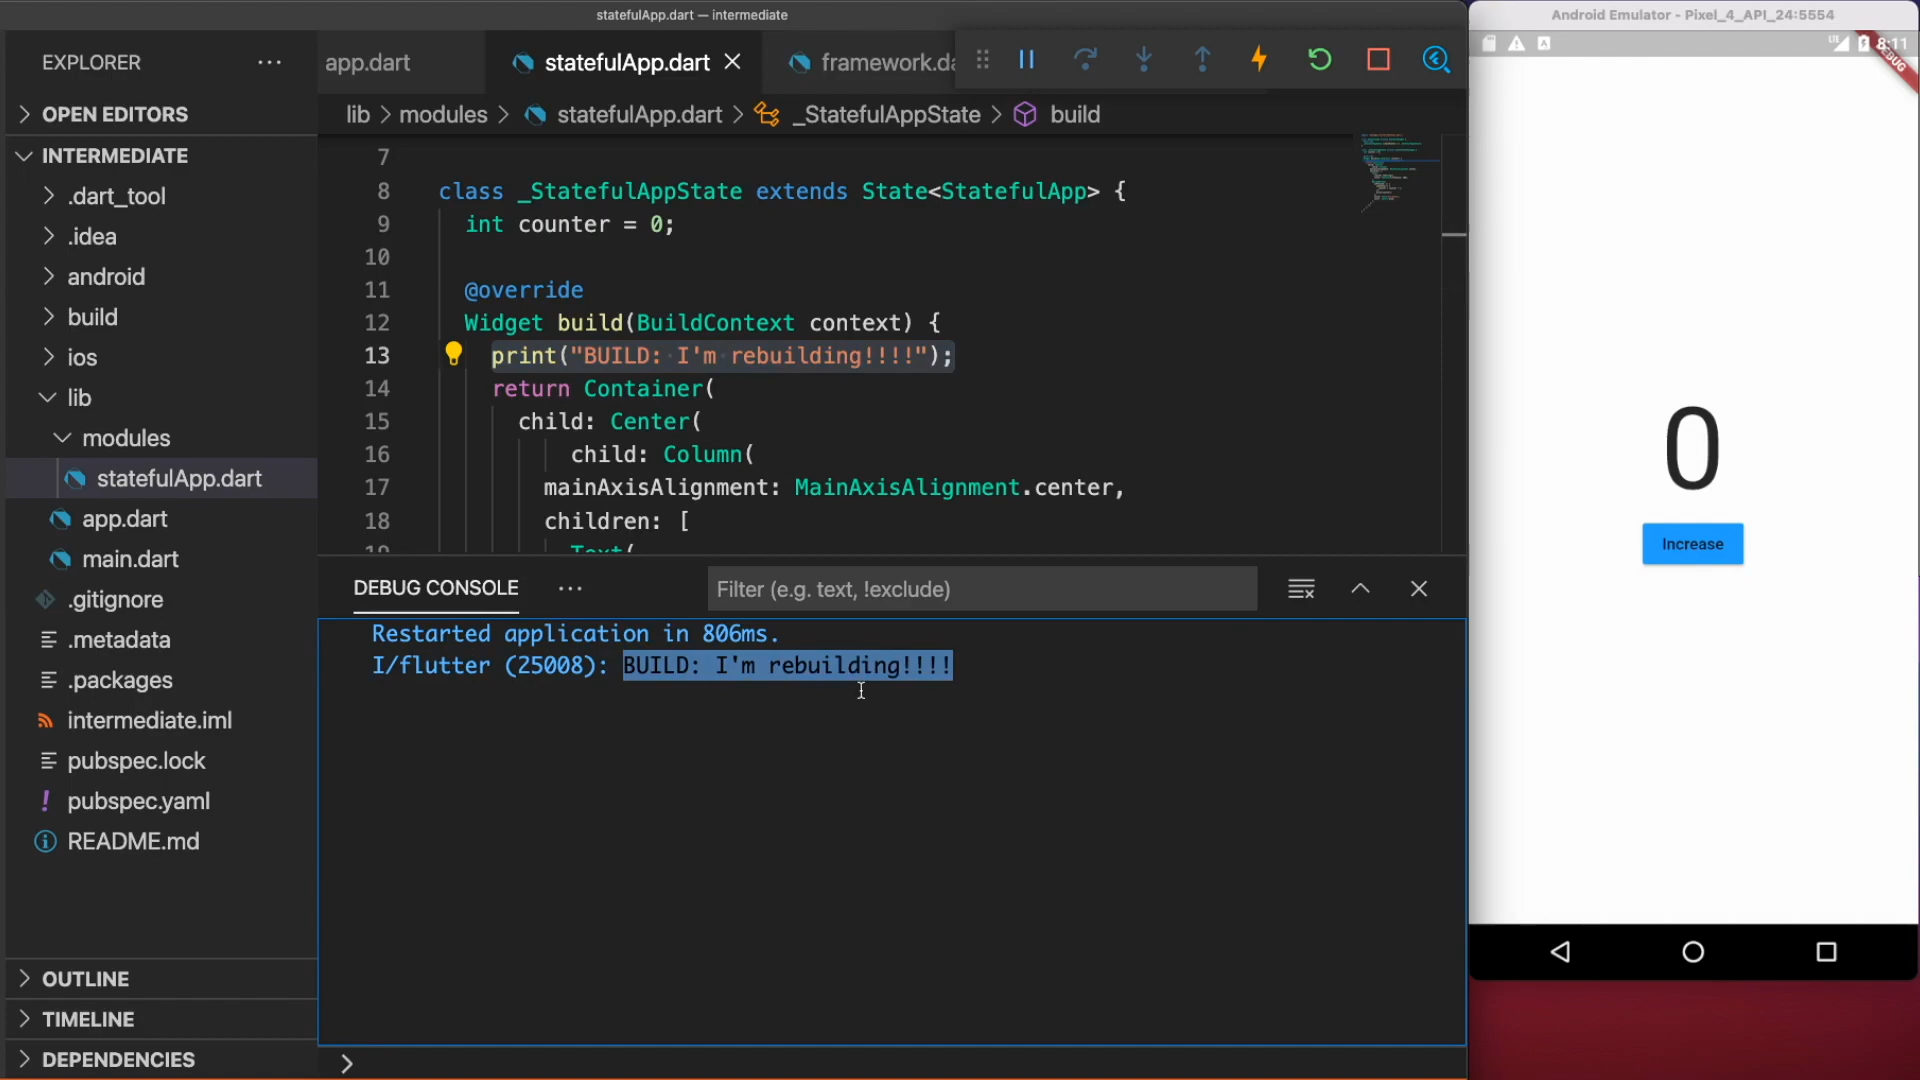 statefulApp.dart — intermediate
EXPLORER
OPEN EDITORS
INTERMEDIATE
.dart_tool
.idea
android
build
ios
lib
modules
statefulApp.dart
app.dart
main.dart
.gitignore
.metadata
.packages
intermediate.iml
pubspec.lock
pubspec.yaml
README.md
OUTLINE
TIMELINE
DEPENDENCIES
app.dart
statefulApp.dart
framework.da
lib > modules > statefulApp.dart > _StatefulAppState > build
7
8 class _StatefulAppState extends State<StatefulApp> {
9 int counter = 0;
10
11 @override
12 Widget build(BuildContext context) {
13 print("BUILD: I'm rebuilding!!!!");
14 return Container(
15 child: Center(
16 child: Column(
17 mainAxisAlignment: MainAxisAlignment.center,
18 children: [
19 Text(
DEBUG CONSOLE
Filter (e.g. text, !exclude)
Restarted application in 806ms.
I/flutter (25008): BUILD: I'm rebuilding!!!!
Android Emulator - Pixel_4_API_24:5554
LTE 8:11
DEBUG
0
Increase